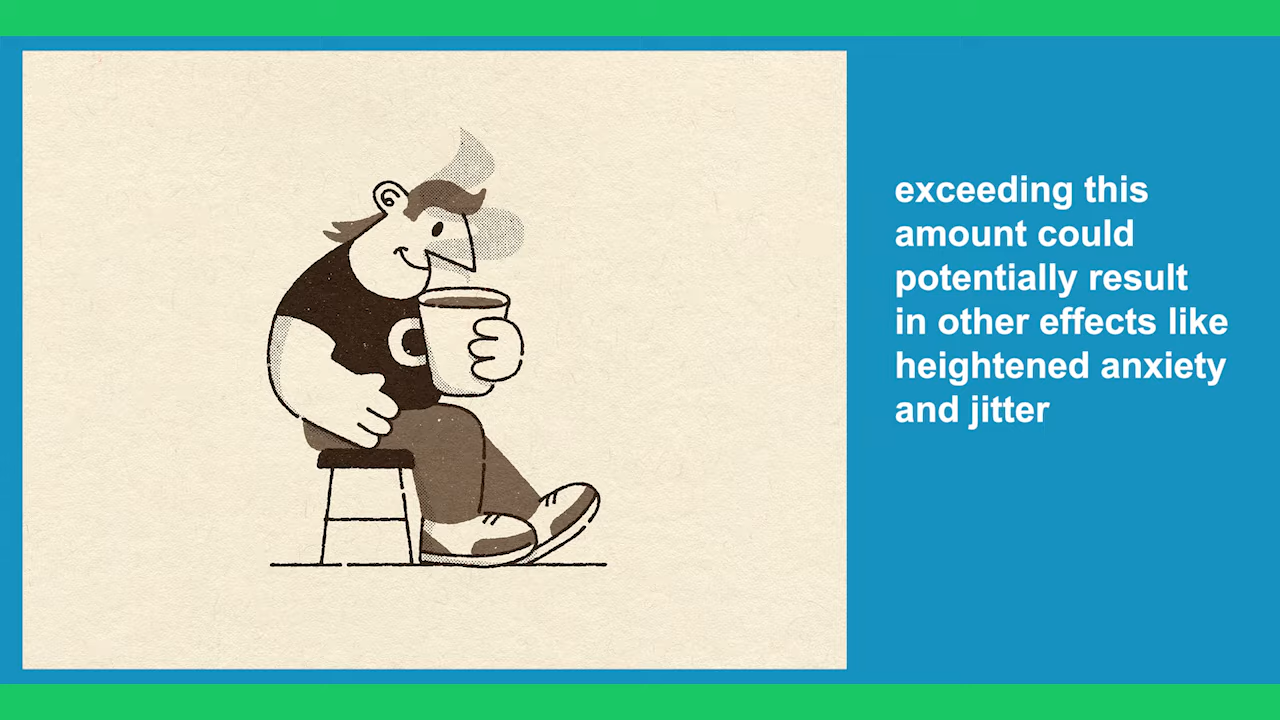 exceeding this
amount could
potentially result
in other effects like
heightened anxiety
and jitter